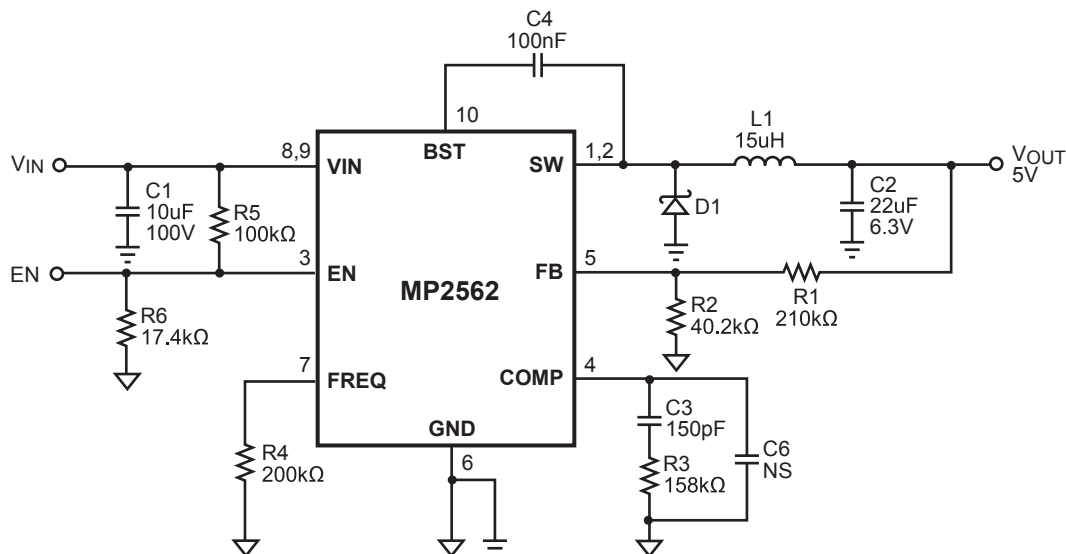 C4
100nF
10
8,9
BST
1,2
L1
15uH
VIN
VIN
SW
VOUT
5V
C1
10uF
100V
R5
100kΩ
D1
C2
22uF
6.3V
EN
3
EN
FB
5
MP2562
R1
210kΩ
R2
40.2kΩ
R6
17.4kΩ
7
FREQ
COMP
4
GND
6
R4
200kΩ
C3
150pF
R3
158kΩ
C6
NS